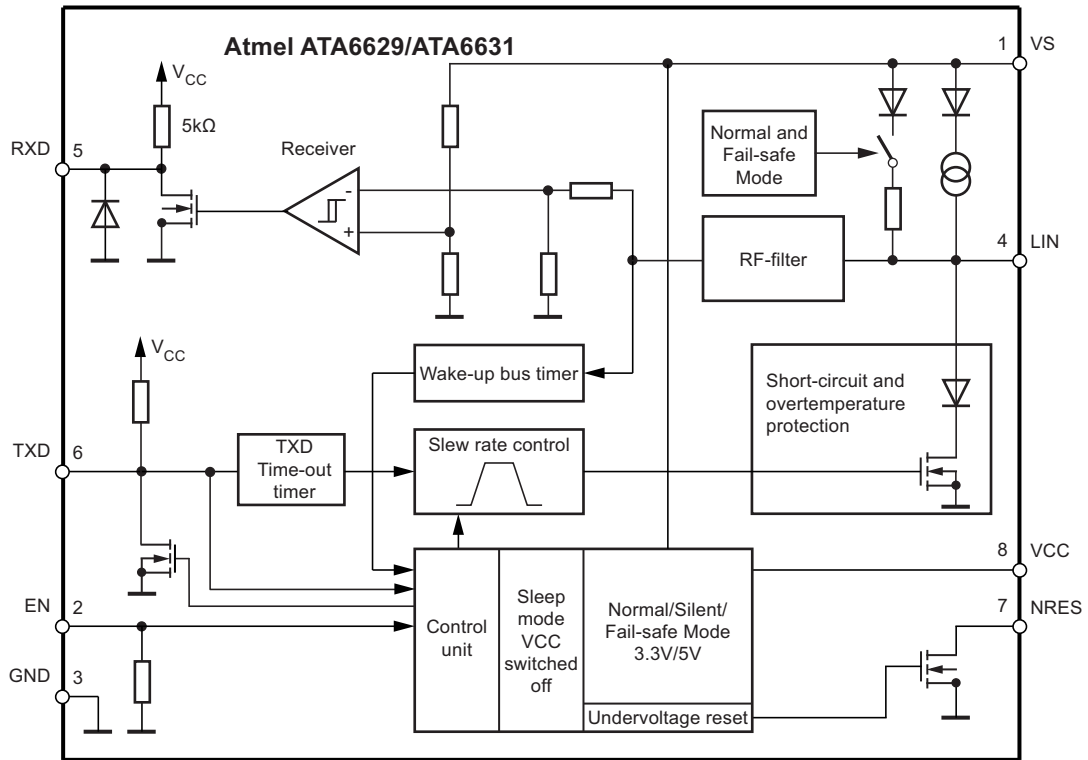 Atmel ATA6629/ATA6631
1
VS
VCC
5kΩ
RXD
5
Receiver
-
+
Normal and
Fail-safe
Mode
4
LIN
RF-filter
VCC
Wake-up bus timer
Short-circuit and
overtemperature
protection
TXD
6
TXD
Time-out
timer
Slew rate control
8
VCC
7
NRES
EN
2
Control
unit
Sleep
mode
VCC
switched
off
Normal/Silent/
Fail-safe Mode
3.3V/5V
GND
3
Undervoltage reset